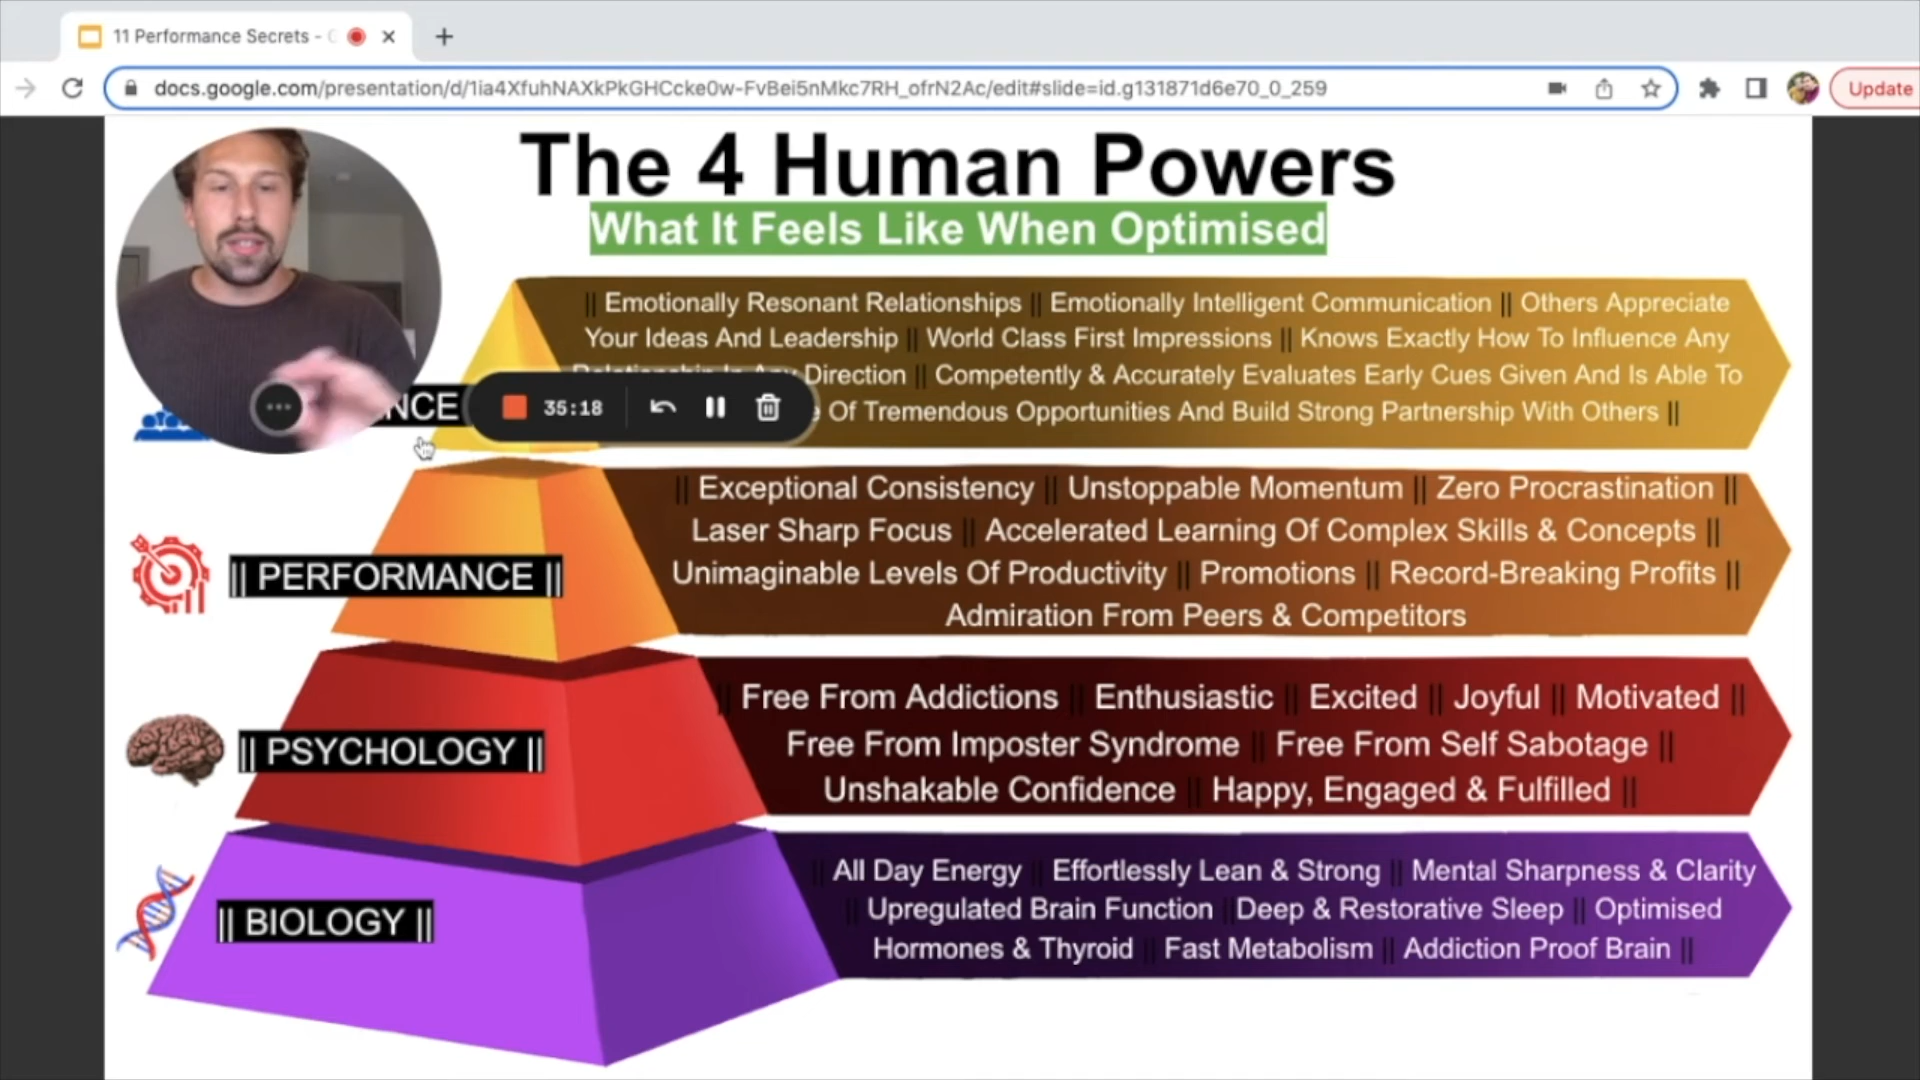 11 Performance Secrets -
docs.google.com/presentation/d/1ia4XfuhNAXkPkGHCcke0w-FvBei5nMkc7RH_ofrN2Ac/edit#slide=id.g131871d6e70_0_259
Update
The 4 Human Powers
What It Feels Like When Optimised
|| Emotionally Resonant Relationships || Emotionally Intelligent Communication || Others Appreciate
Your Ideas And Leadership || World Class First Impressions || Knows Exactly How To Influence Any
Relationship In Any Direction || Competently & Accurately Evaluates Early Cues Given And Is Able To
Of Tremendous Opportunities And Build Strong Partnership With Others ||
NCE
35:18
|| Exceptional Consistency || Unstoppable Momentum || Zero Procrastination ||
Laser Sharp Focus || Accelerated Learning Of Complex Skills & Concepts ||
Unimaginable Levels Of Productivity || Promotions || Record-Breaking Profits ||
Admiration From Peers & Competitors
|| PERFORMANCE ||
|| Free From Addictions || Enthusiastic || Excited || Joyful || Motivated ||
Free From Imposter Syndrome || Free From Self Sabotage ||
Unshakable Confidence || Happy, Engaged & Fulfilled ||
|| PSYCHOLOGY ||
|| All Day Energy || Effortlessly Lean & Strong || Mental Sharpness & Clarity
|| Upregulated Brain Function || Deep & Restorative Sleep || Optimised
Hormones & Thyroid || Fast Metabolism || Addiction Proof Brain ||
|| BIOLOGY ||